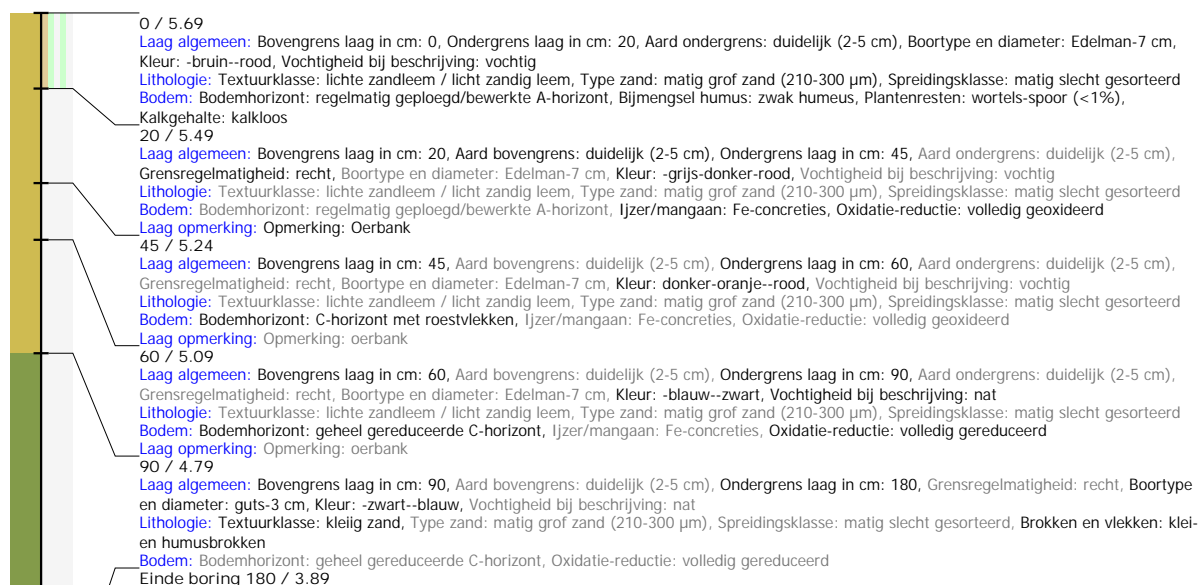 0 / 5.69
Laag algemeen: Bovengrens laag in cm: 0, Ondergrens laag in cm: 20, Aard ondergrens: duidelijk (2-5 cm), Boortype en diameter: Edelman-7 cm,
Kleur: -bruin--rood, Vochtigheid bij beschrijving: vochtig
Lithologie: Textuurklasse: lichte zandleem / licht zandig leem, Type zand: matig grof zand (210-300 µm), Spreidingsklasse: matig slecht gesorteerd
Bodem: Bodemhorizont: regelmatig geploegd/bewerkte A-horizont, Bijmengsel humus: zwak humeus, Plantenresten: wortels-spoor (<1%),
Kalkgehalte: kalkloos
20 / 5.49
Laag algemeen: Bovengrens laag in cm: 20, Aard bovengrens: duidelijk (2-5 cm), Ondergrens laag in cm: 45, Aard ondergrens: duidelijk (2-5 cm),
Grensregelmatigheid: recht, Boortype en diameter: Edelman-7 cm, Kleur: -grijs-donker-rood, Vochtigheid bij beschrijving: vochtig
Lithologie: Textuurklasse: lichte zandleem / licht zandig leem, Type zand: matig grof zand (210-300 µm), Spreidingsklasse: matig slecht gesorteerd
Bodem: Bodemhorizont: regelmatig geploegd/bewerkte A-horizont, Ijzer/mangaan: Fe-concreties, Oxidatie-reductie: volledig geoxideerd
Laag opmerking: Opmerking: Oerbank
45 / 5.24
Laag algemeen: Bovengrens laag in cm: 45, Aard bovengrens: duidelijk (2-5 cm), Ondergrens laag in cm: 60, Aard ondergrens: duidelijk (2-5 cm),
Grensregelmatigheid: recht, Boortype en diameter: Edelman-7 cm, Kleur: donker-oranje--rood, Vochtigheid bij beschrijving: vochtig
Lithologie: Textuurklasse: lichte zandleem / licht zandig leem, Type zand: matig grof zand (210-300 µm), Spreidingsklasse: matig slecht gesorteerd
Bodem: Bodemhorizont: C-horizont met roestvlekken, Ijzer/mangaan: Fe-concreties, Oxidatie-reductie: volledig geoxideerd
Laag opmerking: Opmerking: oerbank
60 / 5.09
Laag algemeen: Bovengrens laag in cm: 60, Aard bovengrens: duidelijk (2-5 cm), Ondergrens laag in cm: 90, Aard ondergrens: duidelijk (2-5 cm),
Grensregelmatigheid: recht, Boortype en diameter: Edelman-7 cm, Kleur: -blauw--zwart, Vochtigheid bij beschrijving: nat
Lithologie: Textuurklasse: lichte zandleem / licht zandig leem, Type zand: matig grof zand (210-300 µm), Spreidingsklasse: matig slecht gesorteerd
Bodem: Bodemhorizont: geheel gereduceerde C-horizont, Ijzer/mangaan: Fe-concreties, Oxidatie-reductie: volledig gereduceerd
Laag opmerking: Opmerking: oerbank
90 / 4.79
Laag algemeen: Bovengrens laag in cm: 90, Aard bovengrens: duidelijk (2-5 cm), Ondergrens laag in cm: 180, Grensregelmatigheid: recht, Boortype
en diameter: guts-3 cm, Kleur: -zwart--blauw, Vochtigheid bij beschrijving: nat
Lithologie: Textuurklasse: kleiig zand, Type zand: matig grof zand (210-300 µm), Spreidingsklasse: matig slecht gesorteerd, Brokken en vlekken: klei-
en humusbrokken
Bodem: Bodemhorizont: geheel gereduceerde C-horizont, Oxidatie-reductie: volledig gereduceerd
Einde boring 180 / 3.89